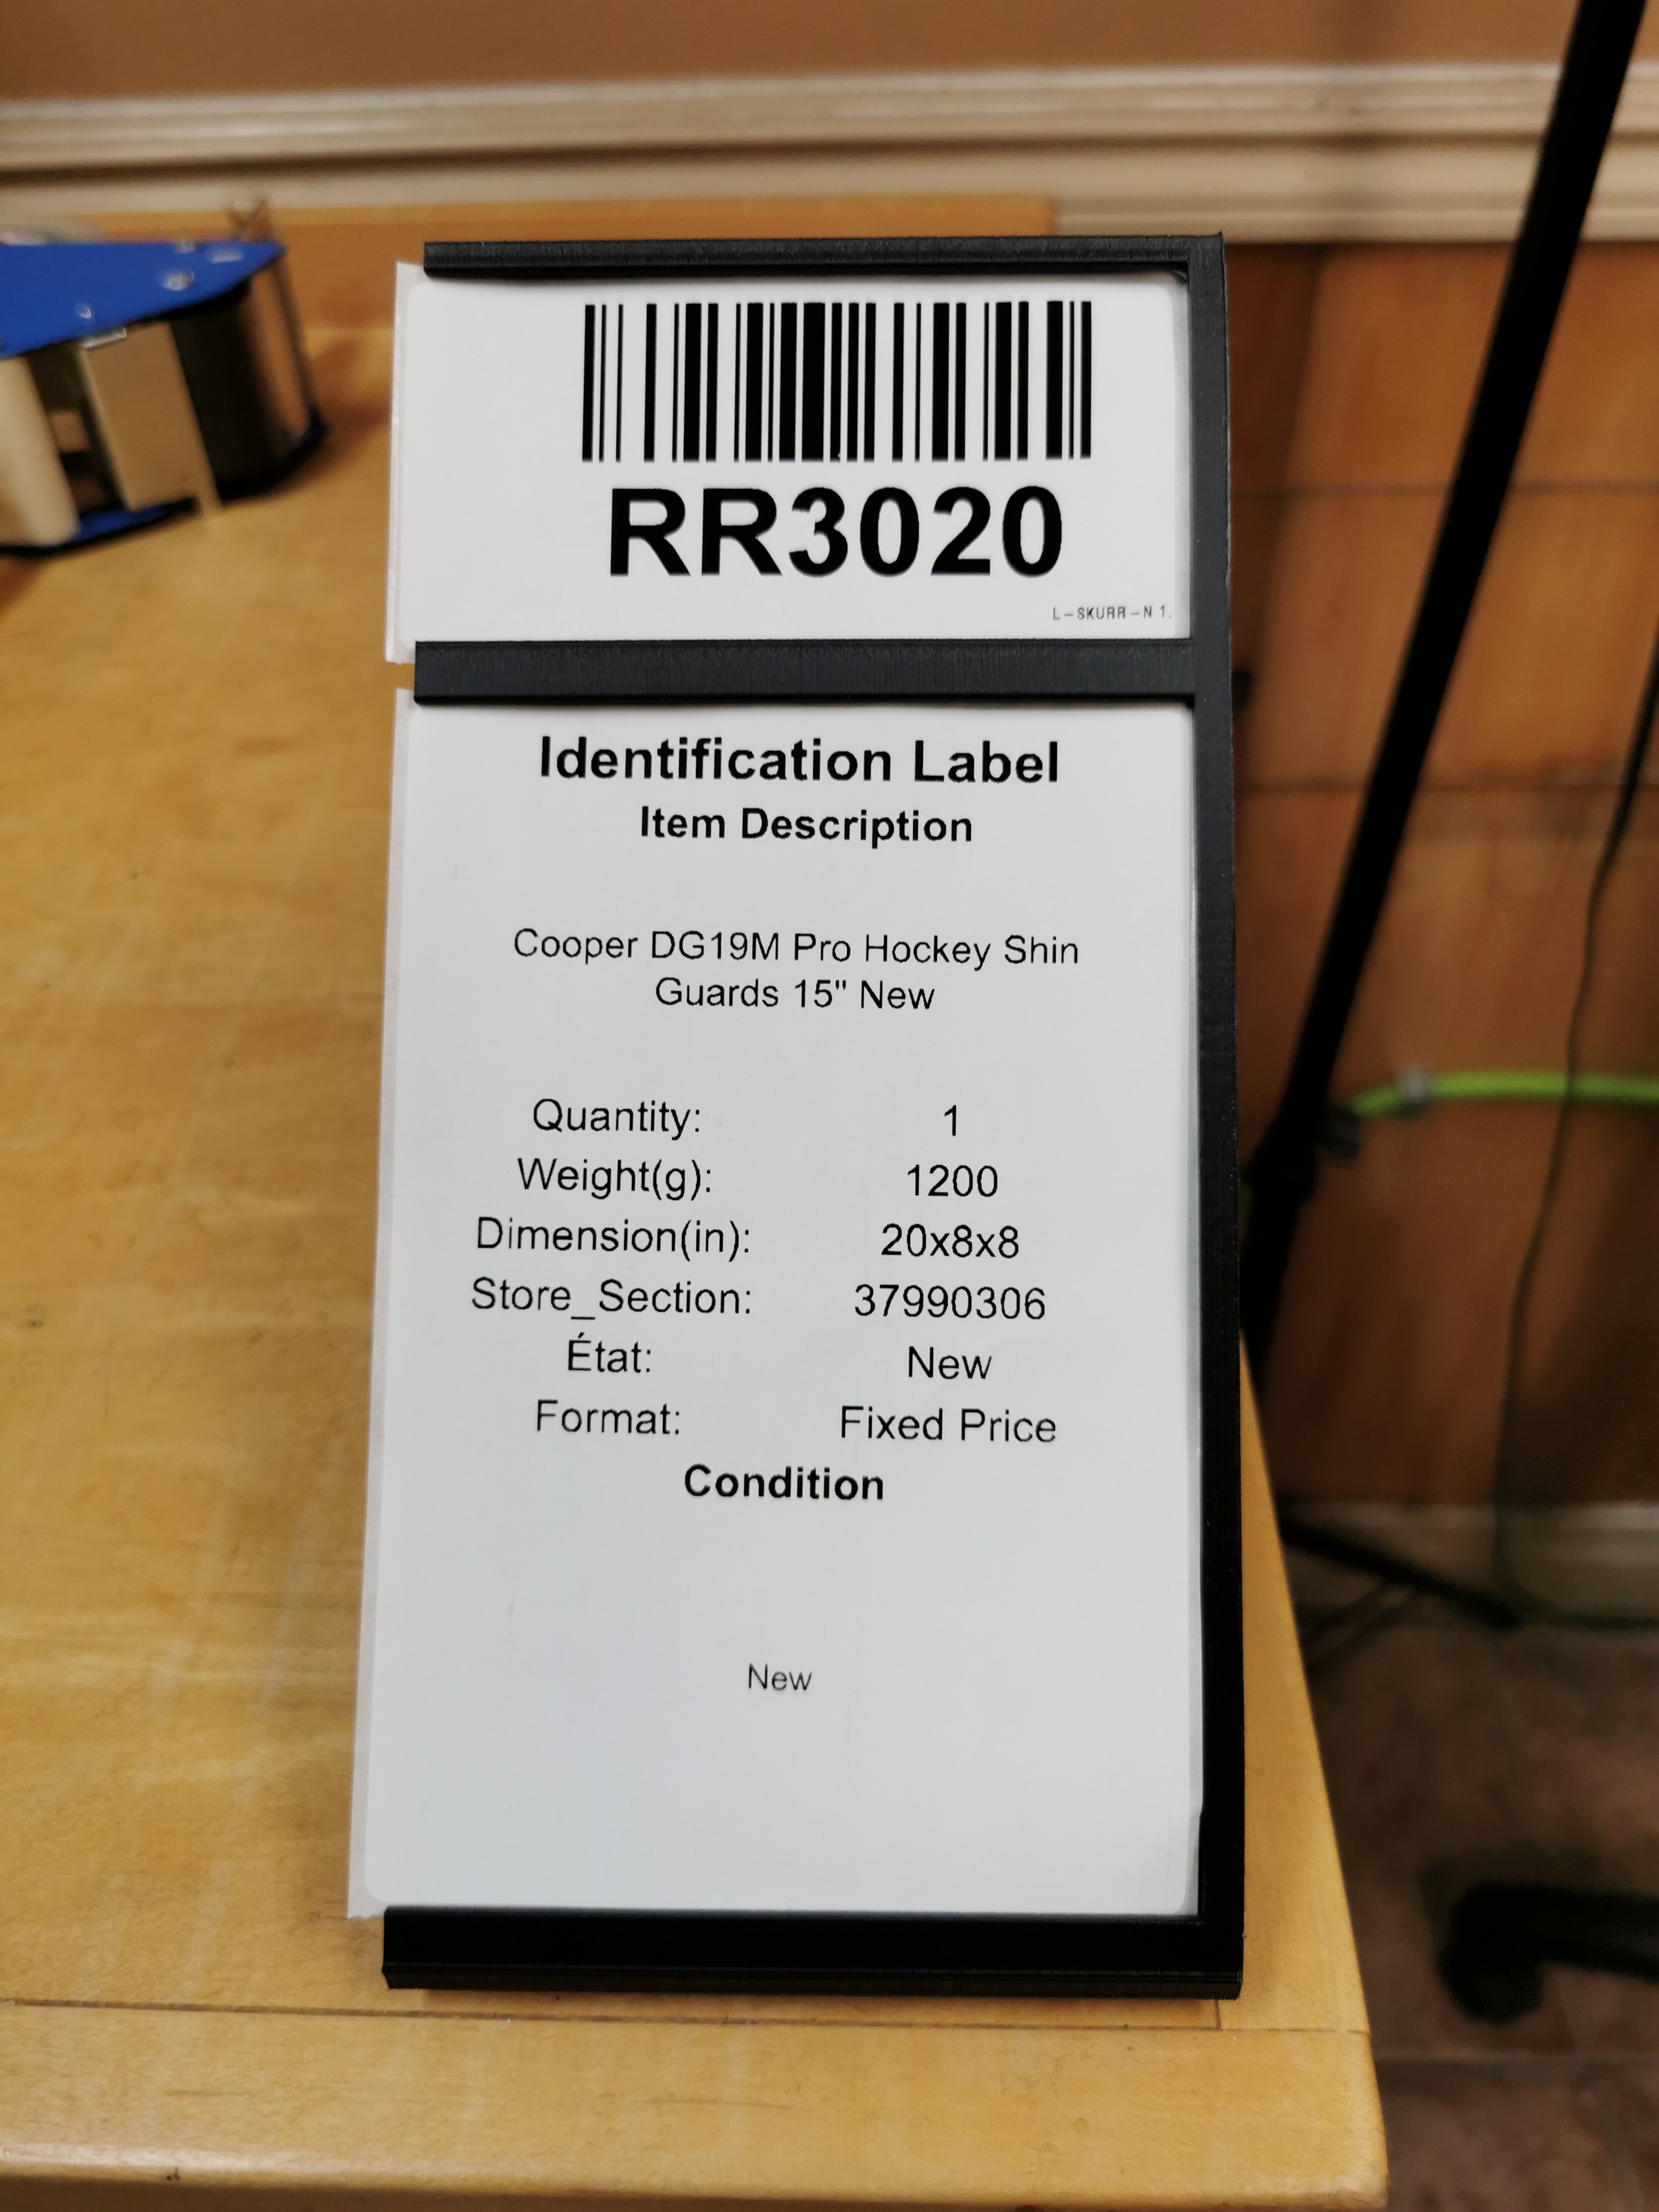 RR3020
L-SKURR-N 1.
Identification Label
Item Description
Cooper DG19M Pro Hockey Shin
Guards 15" New
Quantity: 1
Weight(g): 1200
Dimension(in): 20x8x8
Store_Section: 37990306
État: New
Format: Fixed Price
Condition
New